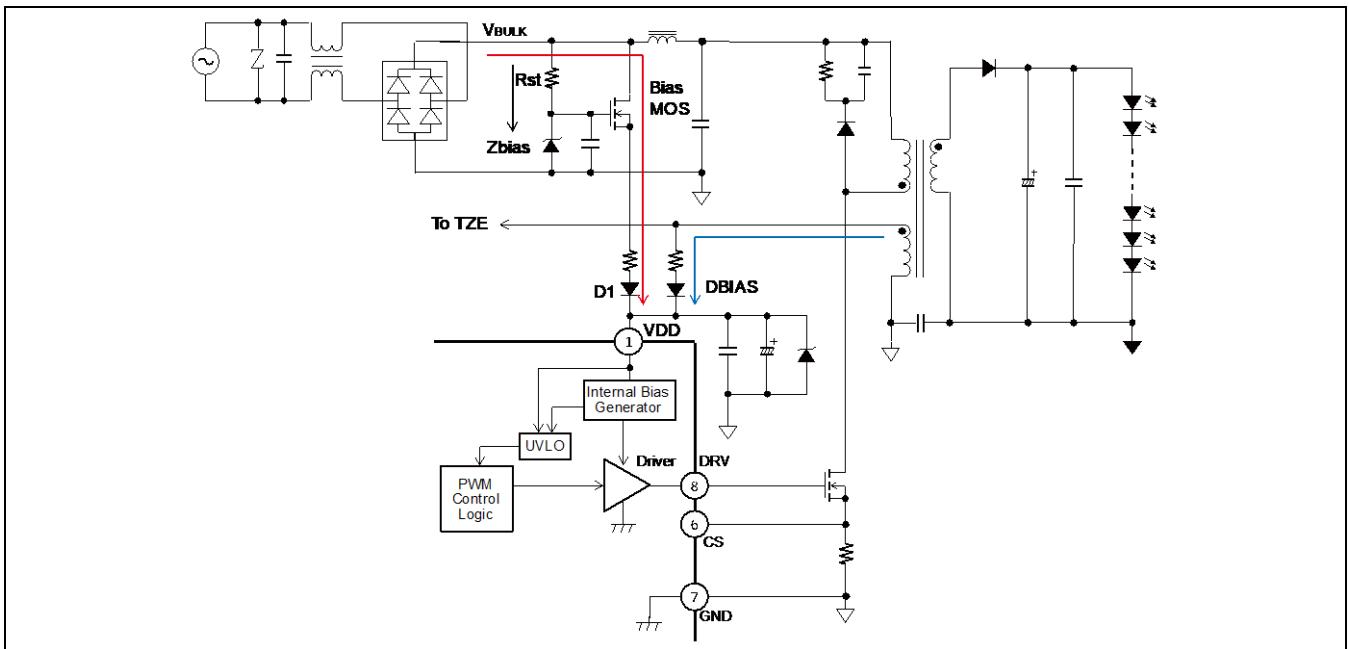 VBULK
Rst
Bias
MOS
Zbias
To TZE
D1
DBIAS
VDD
1
Internal Bias
Generator
UVLO
Driver
DRV
PWM
Control
Logic
8
6
CS
7
GND
+
+